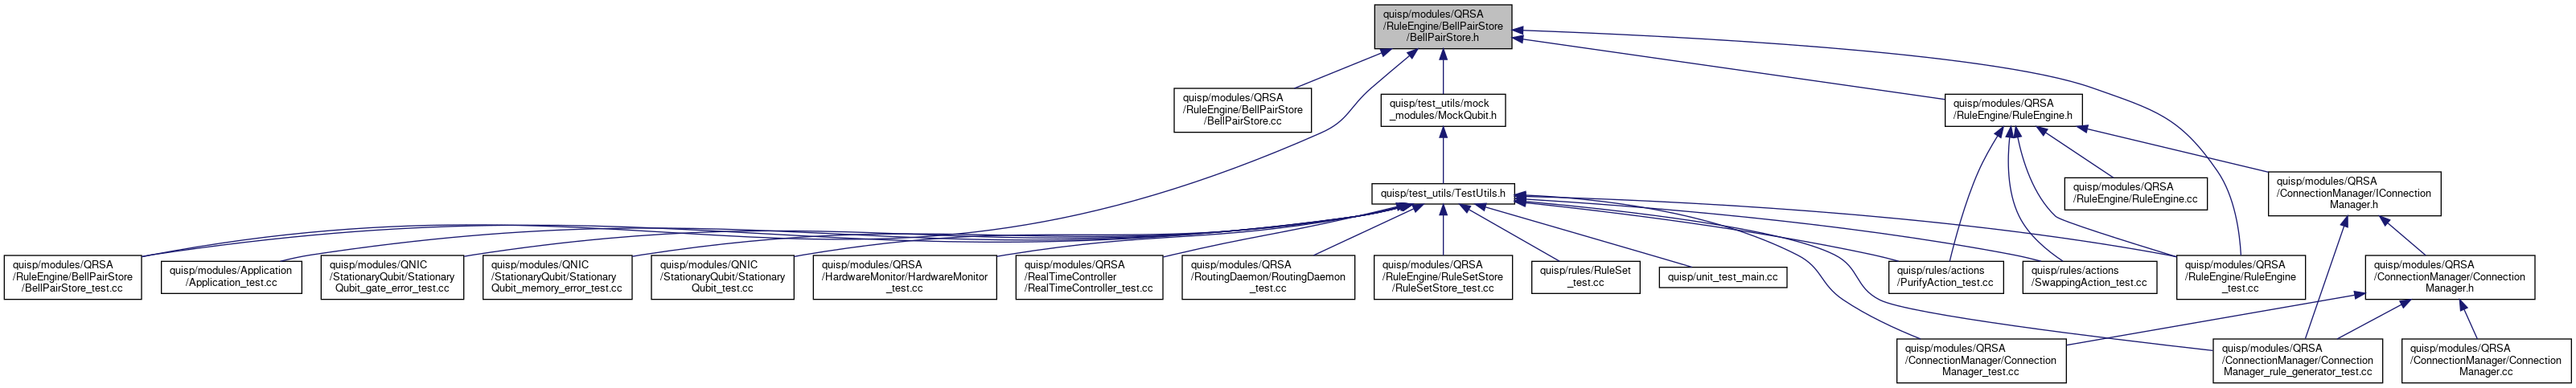 quisp/modules/QRSA
/RuleEngine/BellPairStore
/BellPairStore.h
quisp/modules/QRSA
/RuleEngine/BellPairStore
/BellPairStore.cc
quisp/test_utils/mock
_modules/MockQubit.h
quisp/modules/QRSA
/RuleEngine/RuleEngine.h
quisp/test_utils/TestUtils.h
quisp/modules/QRSA
/RuleEngine/RuleEngine.cc
quisp/modules/QRSA
/ConnectionManager/IConnection
Manager.h
quisp/modules/QRSA
/RuleEngine/BellPairStore
/BellPairStore_test.cc
quisp/modules/Application
/Application_test.cc
quisp/modules/QNIC
/StationaryQubit/Stationary
Qubit_gate_error_test.cc
quisp/modules/QNIC
/StationaryQubit/Stationary
Qubit_memory_error_test.cc
quisp/modules/QNIC
/StationaryQubit/Stationary
Qubit_test.cc
quisp/modules/QRSA
/HardwareMonitor/HardwareMonitor
_test.cc
quisp/modules/QRSA
/RealTimeController
/RealTimeController_test.cc
quisp/modules/QRSA
/RoutingDaemon/RoutingDaemon
_test.cc
quisp/modules/QRSA
/RuleEngine/RuleSetStore
/RuleSetStore_test.cc
quisp/rules/RuleSet
_test.cc
quisp/unit_test_main.cc
quisp/rules/actions
/PurifyAction_test.cc
quisp/rules/actions
/SwappingAction_test.cc
quisp/modules/QRSA
/RuleEngine/RuleEngine
_test.cc
quisp/modules/QRSA
/ConnectionManager/Connection
Manager.h
quisp/modules/QRSA
/ConnectionManager/Connection
Manager_test.cc
quisp/modules/QRSA
/ConnectionManager/Connection
Manager_rule_generator_test.cc
quisp/modules/QRSA
/ConnectionManager/Connection
Manager.cc